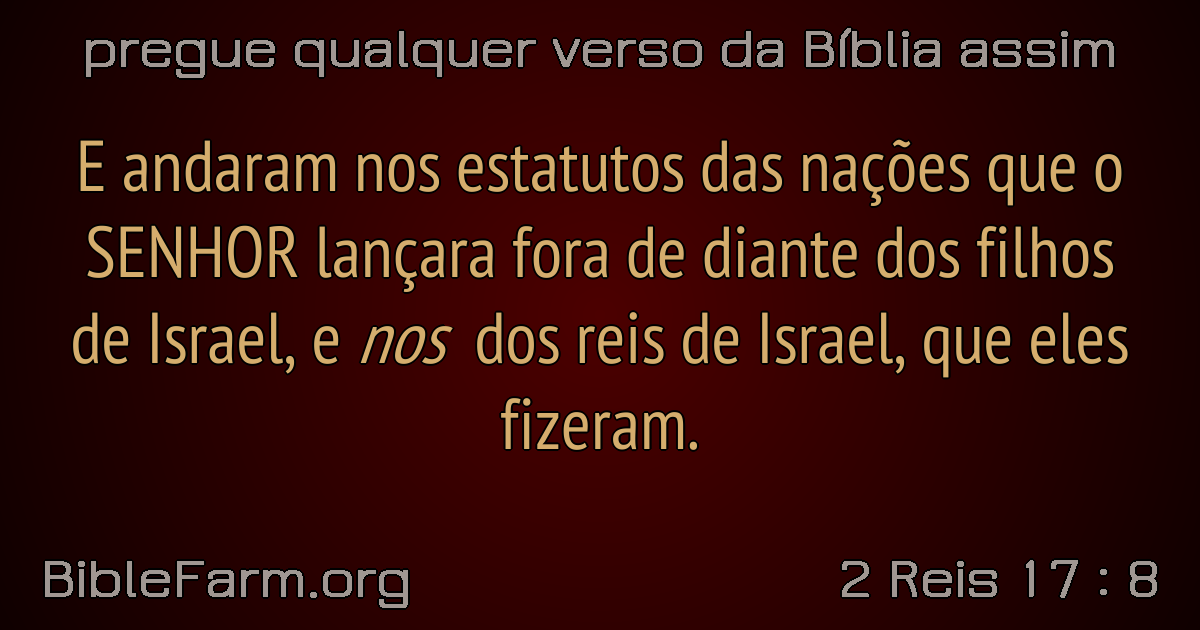 pregue qualquer verso da Bíblia assim
E andaram nos estatutos das nações que o
SENHOR lançara fora de diante dos filhos
de Israel, e nos dos reis de Israel, que eles
fizeram.
BibleFarm.org
2 Reis 17 : 8